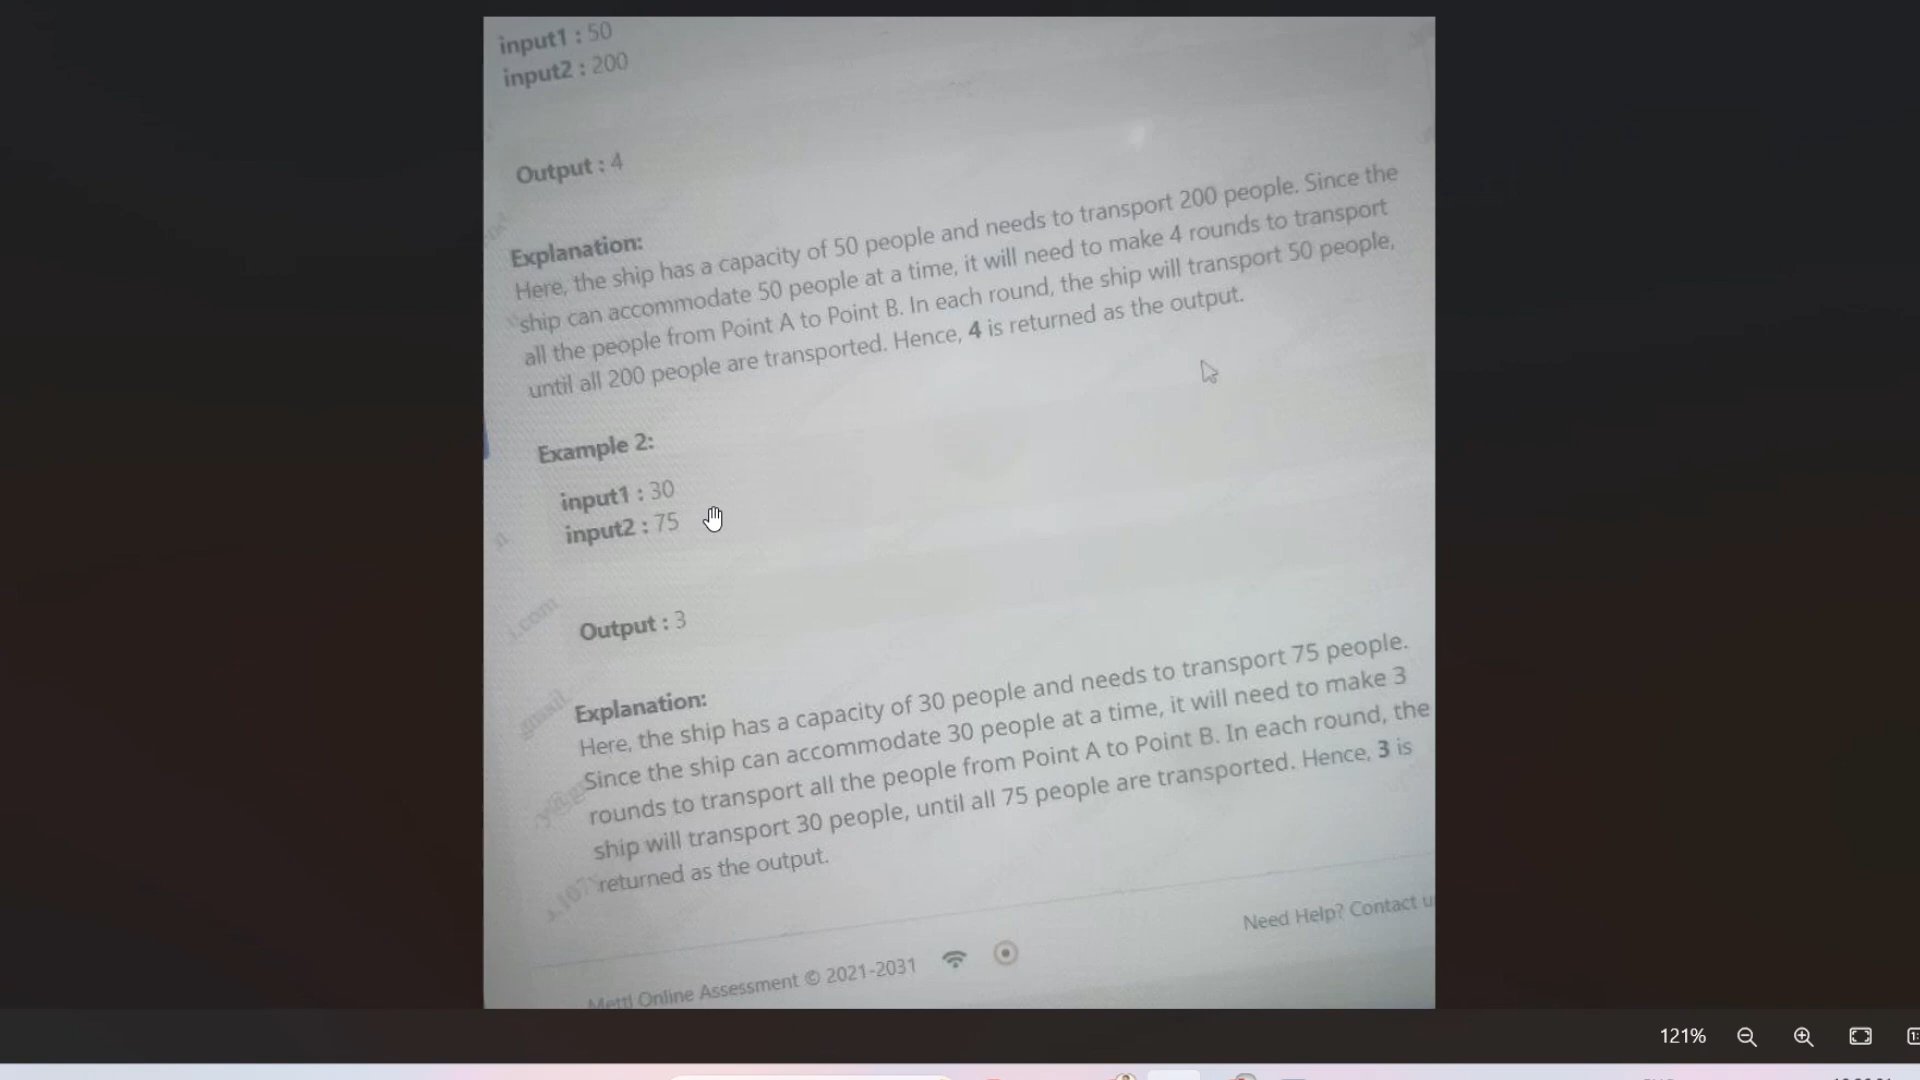 input1 : 50
input2 : 200
Output : 4
Explanation:
Here, the ship has a capacity of 50 people and needs to transport 200 people. Since the
ship can accommodate 50 people at a time, it will need to make 4 rounds to transport
all the people from Point A to Point B. In each round, the ship will transport 50 people,
until all 200 people are transported. Hence, 4 is returned as the output.
Example 2:
input1 : 30
input2 : 75
Output : 3
Explanation:
Here, the ship has a capacity of 30 people and needs to transport 75 people.
Since the ship can accommodate 30 people at a time, it will need to make 3
rounds to transport all the people from Point A to Point B. In each round, the
ship will transport 30 people, until all 75 people are transported. Hence, 3 is
returned as the output.
Need Help? Contact u
Mettl Online Assessment © 2021-2031
121%